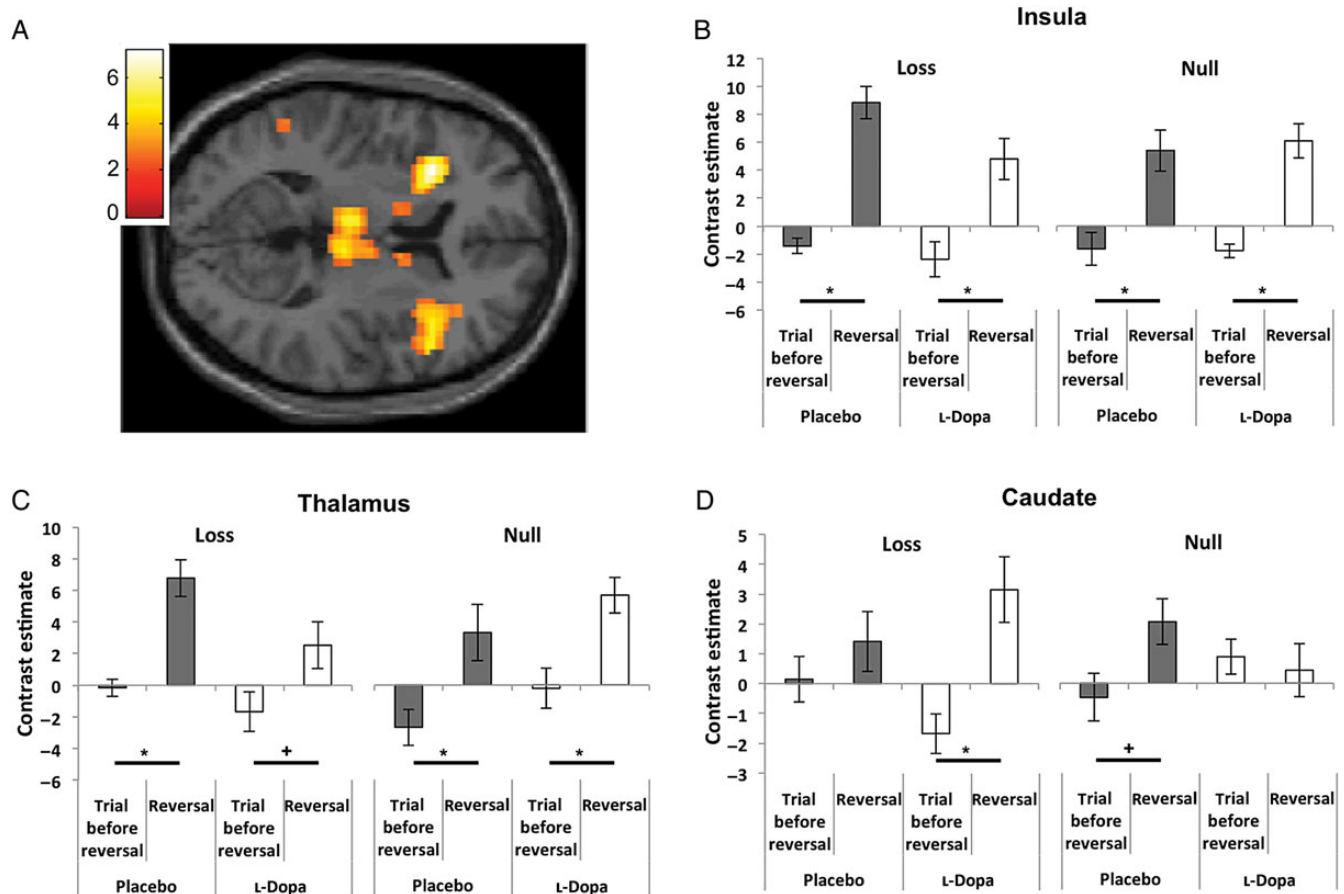 A
6
4
2
0
B
Insula
Loss
Null
Contrast estimate
12
10
8
6
4
2
0
−2
−4
−6
* * * *
Trial before reversal
Reversal
Trial before reversal
Reversal
Trial before reversal
Reversal
Trial before reversal
Reversal
Placebo
L-Dopa
Placebo
L-Dopa
C
Thalamus
Loss
Null
Contrast estimate
10
8
6
4
2
0
−2
−4
−6
* + * *
Trial before reversal
Reversal
Trial before reversal
Reversal
Trial before reversal
Reversal
Trial before reversal
Reversal
Placebo
L-Dopa
Placebo
L-Dopa
D
Caudate
Loss
Null
Contrast estimate
5
4
3
2
1
0
−1
−2
−3
* +
Trial before reversal
Reversal
Trial before reversal
Reversal
Trial before reversal
Reversal
Trial before reversal
Reversal
Placebo
L-Dopa
Placebo
L-Dopa